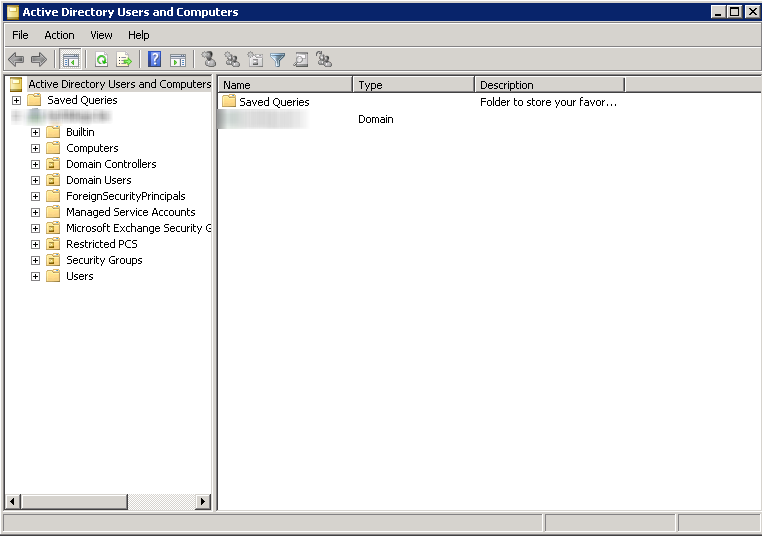 Active Directory Users and Computers
File Action View Help
Active Directory Users and Computers
Saved Queries
Builtin
Computers
Domain Controllers
Domain Users
ForeignSecurityPrincipals
Managed Service Accounts
Microsoft Exchange Security G
Restricted PCS
Security Groups
Users
Name Type Description
Saved Queries Folder to store your favor...
Domain